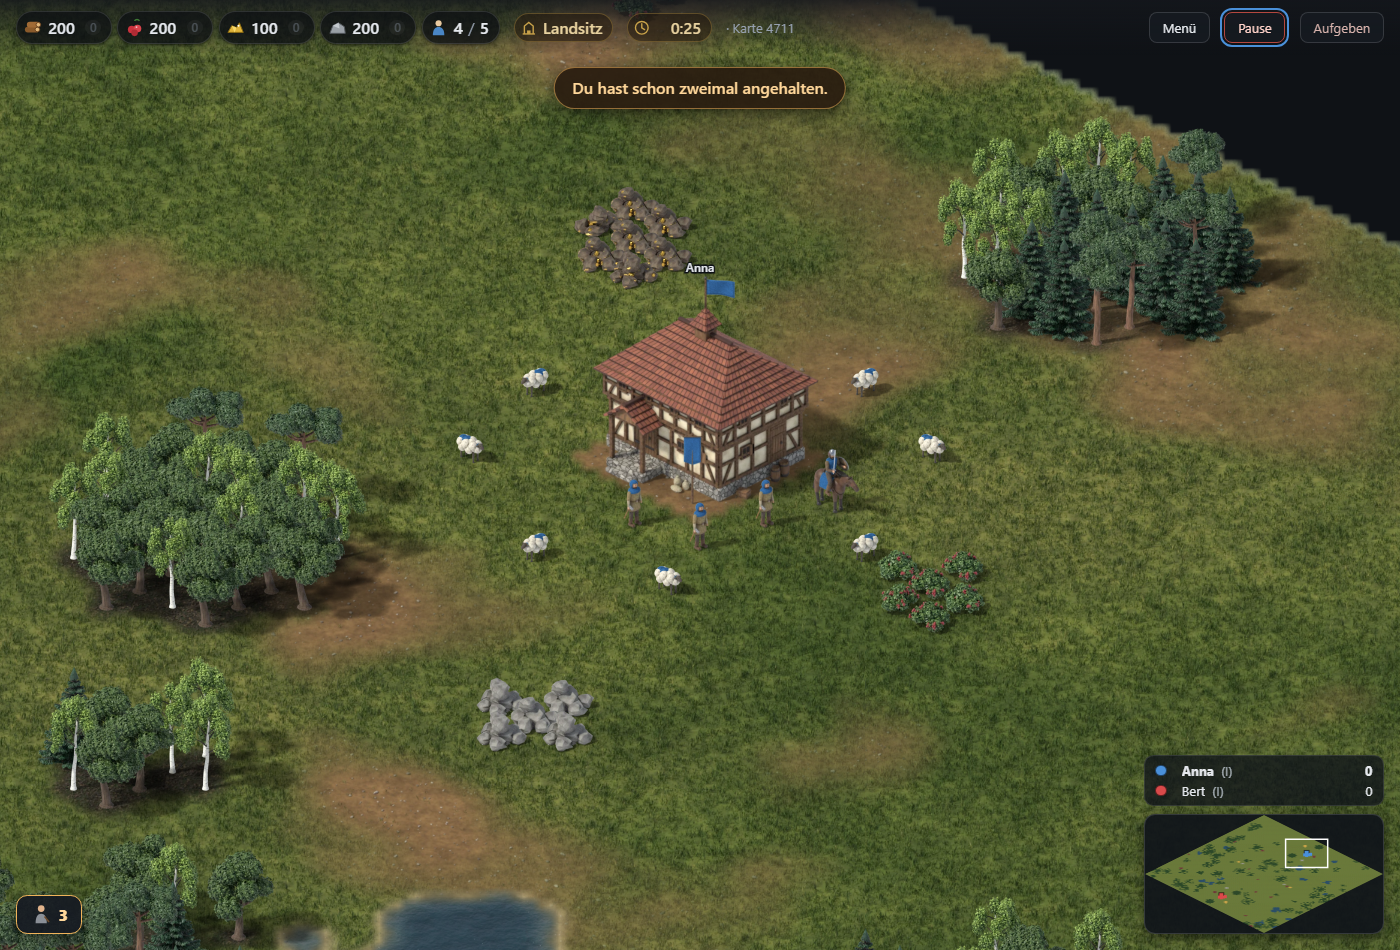 200 0 200 0 100 0 200 0 4 / 5 Landsitz 0:25 · Karte 4711 Menü Pause Aufgeben
Du hast schon zweimal angehalten.
Anna
Anna (I) 0
Bert (I) 0
3